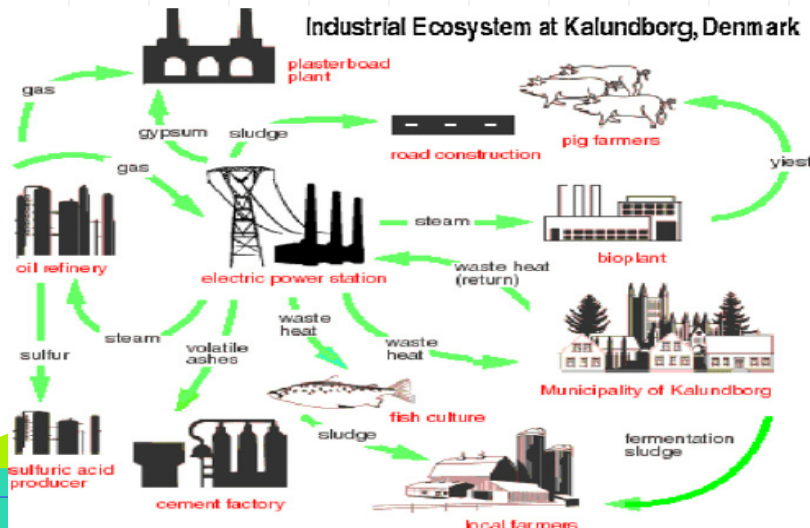 Industrial Ecosystem at Kalundborg, Denmark
plasterboad
plant
gas
gypsum
sludge
road construction
pig farmers
yiest
gas
steam
bioplant
oil refinery
electric power station
waste heat
(return)
steam
volatile
ashes
waste
heat
waste
heat
sulfur
Municipality of Kalundborg
fish culture
sludge
fermentation
sludge
sulfuric acid
producer
cement factory
local farmers